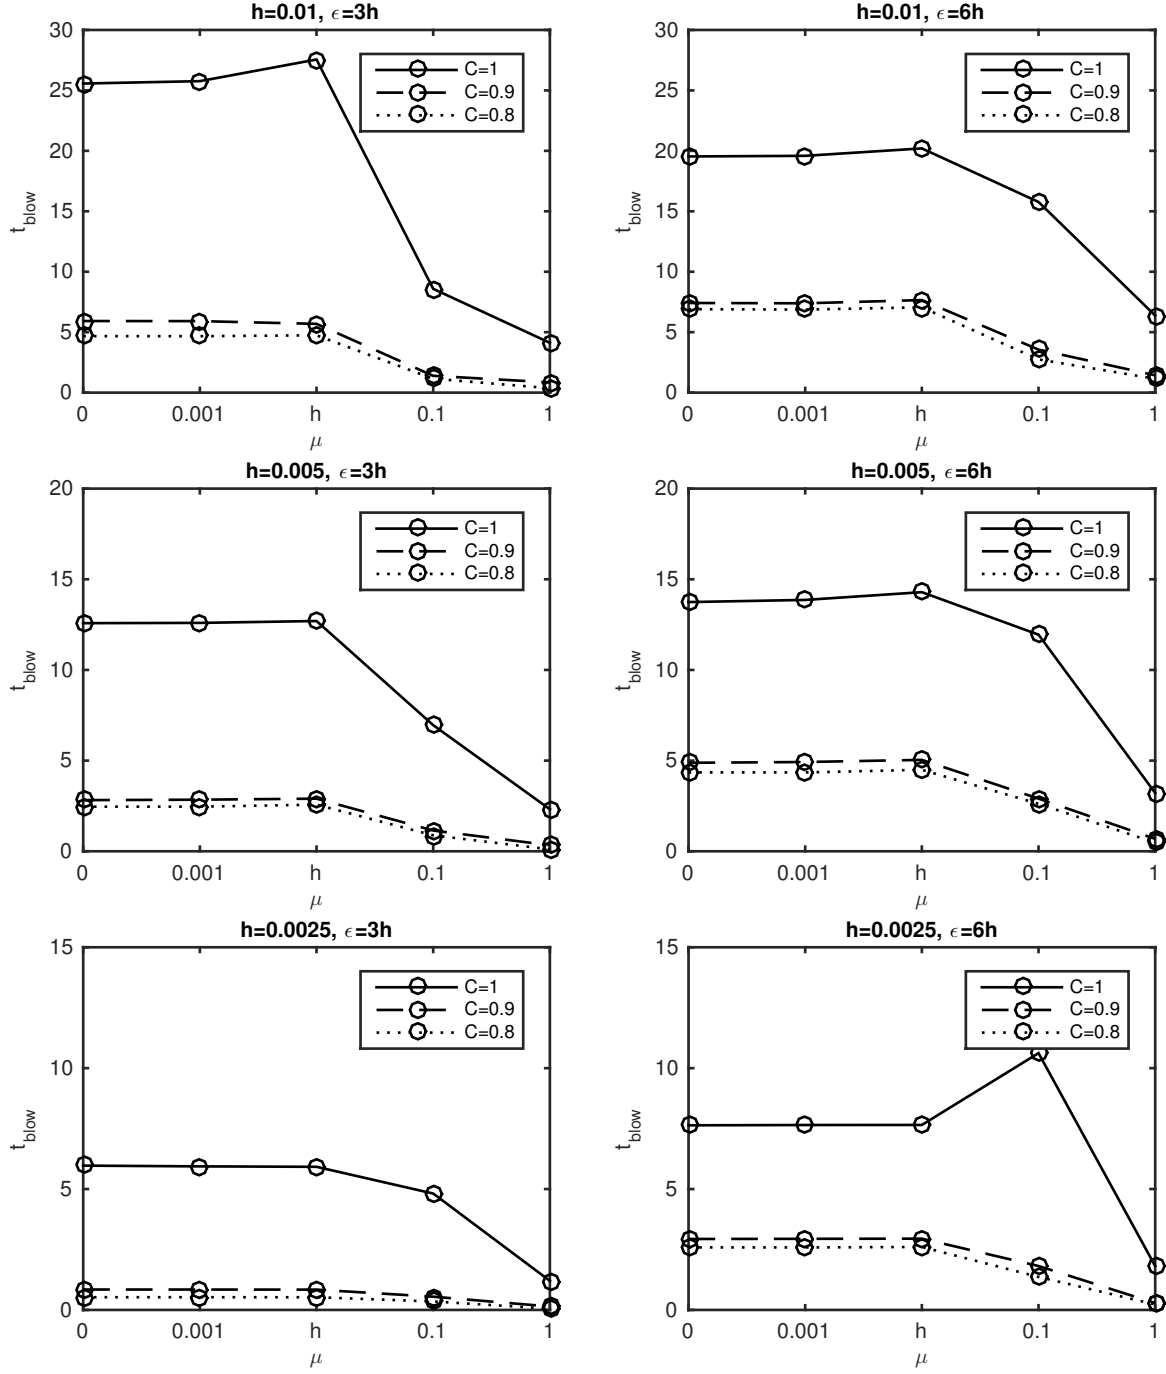 h=0.01, ϵ=3h
30
25
20
15
10
5
0
t_blow
C=1
C=0.9
C=0.8
0 0.001 h 0.1 1
μ
h=0.01, ϵ=6h
30
25
20
15
10
5
0
t_blow
C=1
C=0.9
C=0.8
0 0.001 h 0.1 1
μ
h=0.005, ϵ=3h
20
15
10
5
0
t_blow
C=1
C=0.9
C=0.8
0 0.001 h 0.1 1
μ
h=0.005, ϵ=6h
20
15
10
5
0
t_blow
C=1
C=0.9
C=0.8
0 0.001 h 0.1 1
μ
h=0.0025, ϵ=3h
15
10
5
0
t_blow
C=1
C=0.9
C=0.8
0 0.001 h 0.1 1
μ
h=0.0025, ϵ=6h
15
10
5
0
t_blow
C=1
C=0.9
C=0.8
0 0.001 h 0.1 1
μ